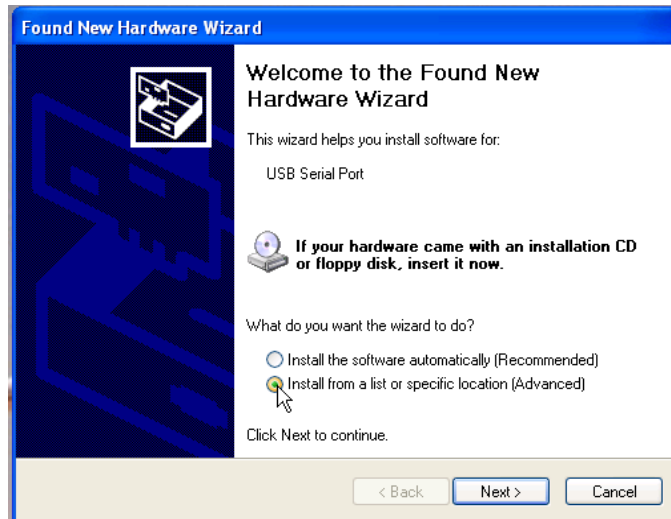 Found New Hardware Wizard
Welcome to the Found New
Hardware Wizard
This wizard helps you install software for:
USB Serial Port
If your hardware came with an installation CD
or floppy disk, insert it now.
What do you want the wizard to do?
Install the software automatically (Recommended)
Install from a list or specific location (Advanced)
Click Next to continue.
< Back Next > Cancel